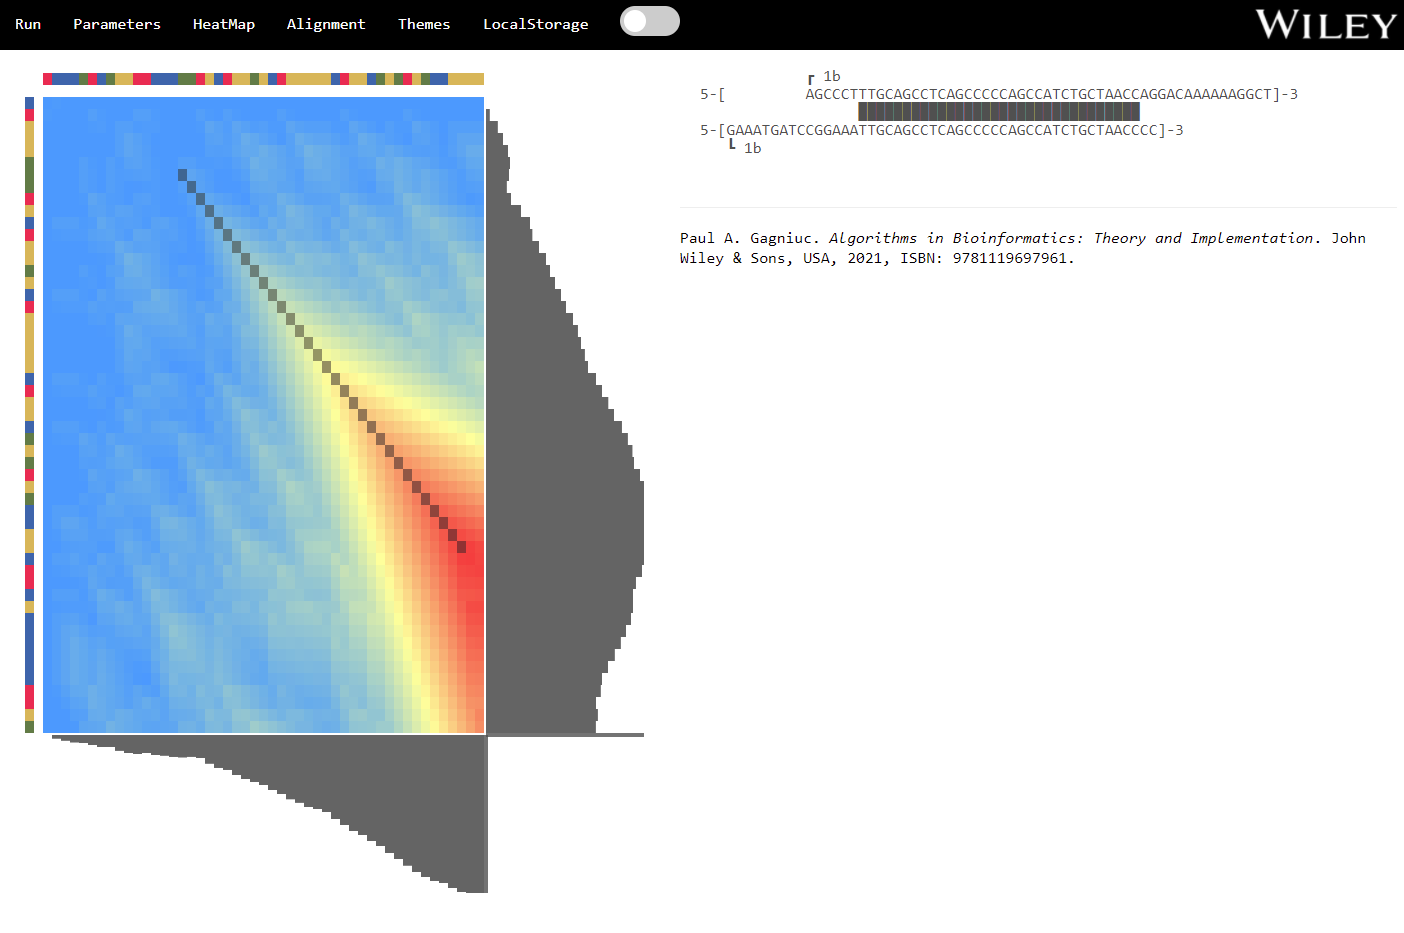 Run Parameters HeatMap Alignment Themes LocalStorage WILEY
┌ 1b
5-[         AGCCCTTTGCAGCCTCAGCCCCCAGCCATCTGCTAACCAGGACAAAAAAGGCT]-3
5-[GAAATGATCCGGAAATTGCAGCCTCAGCCCCCAGCCATCTGCTAACCCC]-3
└ 1b
Paul A. Gagniuc. Algorithms in Bioinformatics: Theory and Implementation. John
Wiley & Sons, USA, 2021, ISBN: 9781119697961.